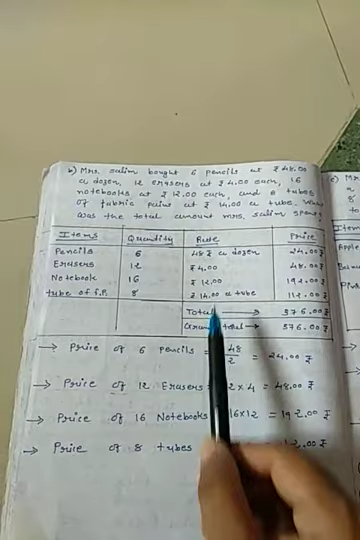 b) Mrs. Salim bought 6 pencils at ₹48.00
a dozen, 12 erasers at ₹4.00 each, 16
notebooks at ₹12.00 each, and 8 tubes
of fabric paint at ₹14.00 a tube. What
was the total amount mrs. salim spent
Items Quantity Rate Price
Pencils 6 48 ₹ a dozen 24.00 ₹
Erasers 12 ₹4.00 48.00 ₹
Notebook 16 ₹12.00 192.00 ₹
tube of F.P. 8 ₹14.00 a tube 112.00 ₹
Total → 376.00 ₹
Grand total → 376.00 ₹
→ Price of 6 pencils = 48/2 = 24.00 ₹
→ Price of 12 Erasers = 2 × 4 = 48.00 ₹
→ Price of 16 Notebooks 16×12 = 192.00 ₹
→ Price of 8 tubes 12.00 ₹